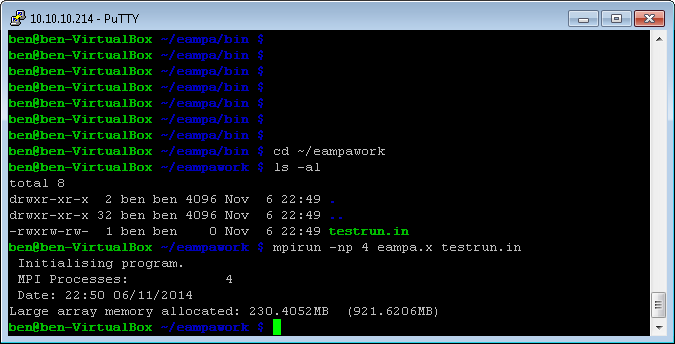 10.10.10.214 - PuTTY
ben@ben-VirtualBox ~/eampa/bin $
ben@ben-VirtualBox ~/eampa/bin $
ben@ben-VirtualBox ~/eampa/bin $
ben@ben-VirtualBox ~/eampa/bin $
ben@ben-VirtualBox ~/eampa/bin $
ben@ben-VirtualBox ~/eampa/bin $
ben@ben-VirtualBox ~/eampa/bin $
ben@ben-VirtualBox ~/eampa/bin $ cd ~/eampawork
ben@ben-VirtualBox ~/eampawork $ ls -al
total 8
drwxr-xr-x  2 ben ben 4096 Nov  6 22:49 .
drwxr-xr-x 32 ben ben 4096 Nov  6 22:49 ..
-rwxrw-rw-  1 ben ben    0 Nov  6 22:49 testrun.in
ben@ben-VirtualBox ~/eampawork $ mpirun -np 4 eampa.x testrun.in
 Initialising program.
 MPI Processes:            4
 Date: 22:50 06/11/2014
Large array memory allocated: 230.4052MB  (921.6206MB)
ben@ben-VirtualBox ~/eampawork $